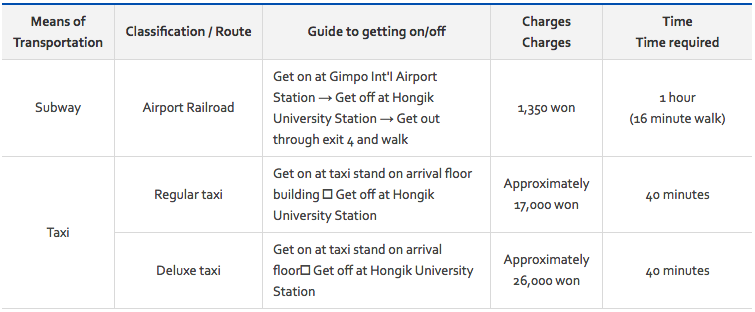 Means of
Transportation
Classification / Route
Guide to getting on/off
Charges
Charges
Time
Time required
Subway
Airport Railroad
Get on at Gimpo Int'l Airport
Station → Get off at Hongik
University Station → Get out
through exit 4 and walk
1,350 won
1 hour
(16 minute walk)
Taxi
Regular taxi
Get on at taxi stand on arrival floor
building □ Get off at Hongik
University Station
Approximately
17,000 won
40 minutes
Deluxe taxi
Get on at taxi stand on arrival
floor□ Get off at Hongik University
Station
Approximately
26,000 won
40 minutes